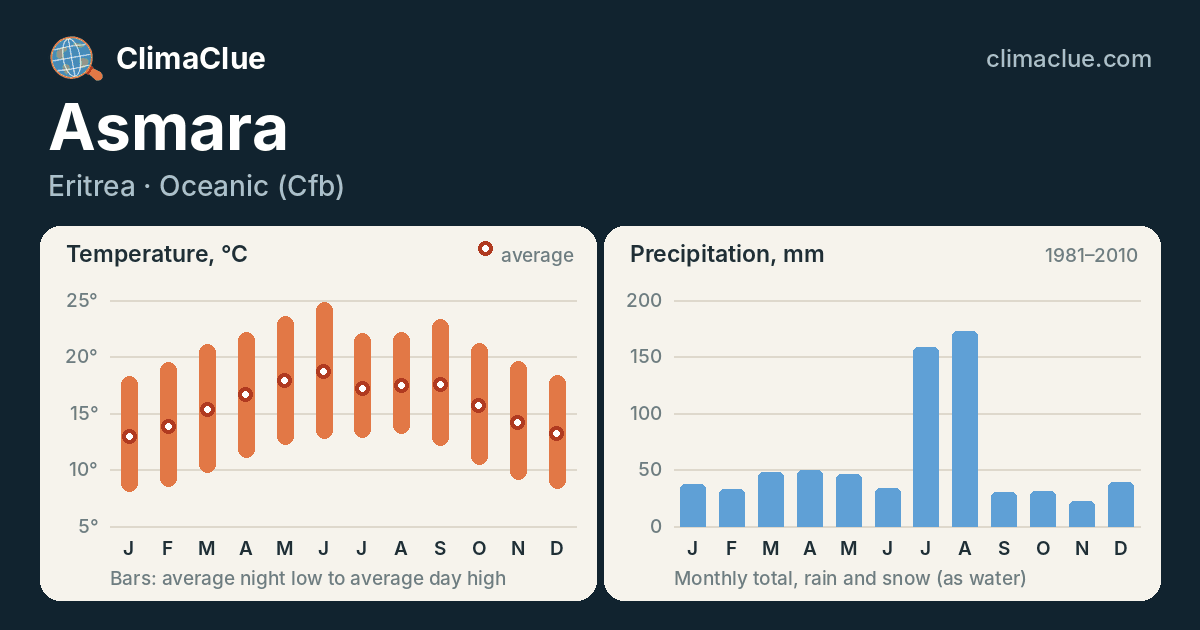 ClimaClue
climaclue.com
Asmara
Eritrea · Oceanic (Cfb)
Temperature, °C
average
25°
20°
15°
10°
5°
J F M A M J J A S O N D
Bars: average night low to average day high
Precipitation, mm
1981–2010
200
150
100
50
0
J F M A M J J A S O N D
Monthly total, rain and snow (as water)